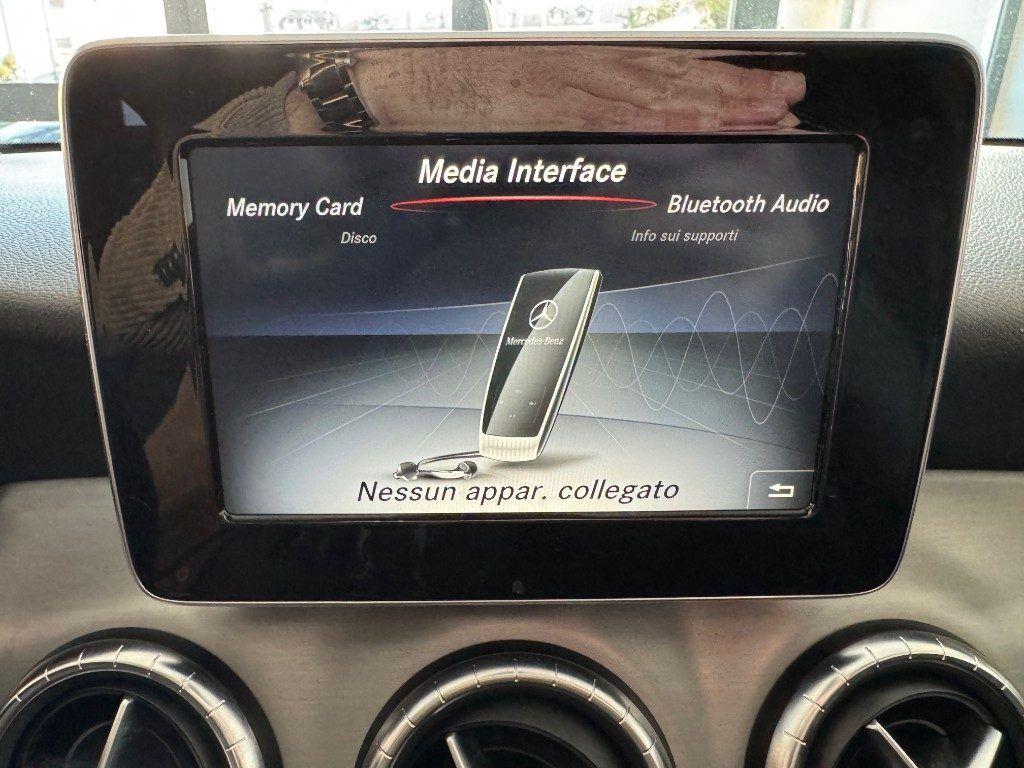 Media Interface
Memory Card
Bluetooth Audio
Disco
Info sui supporti
Mercedes-Benz
Nessun appar. collegato